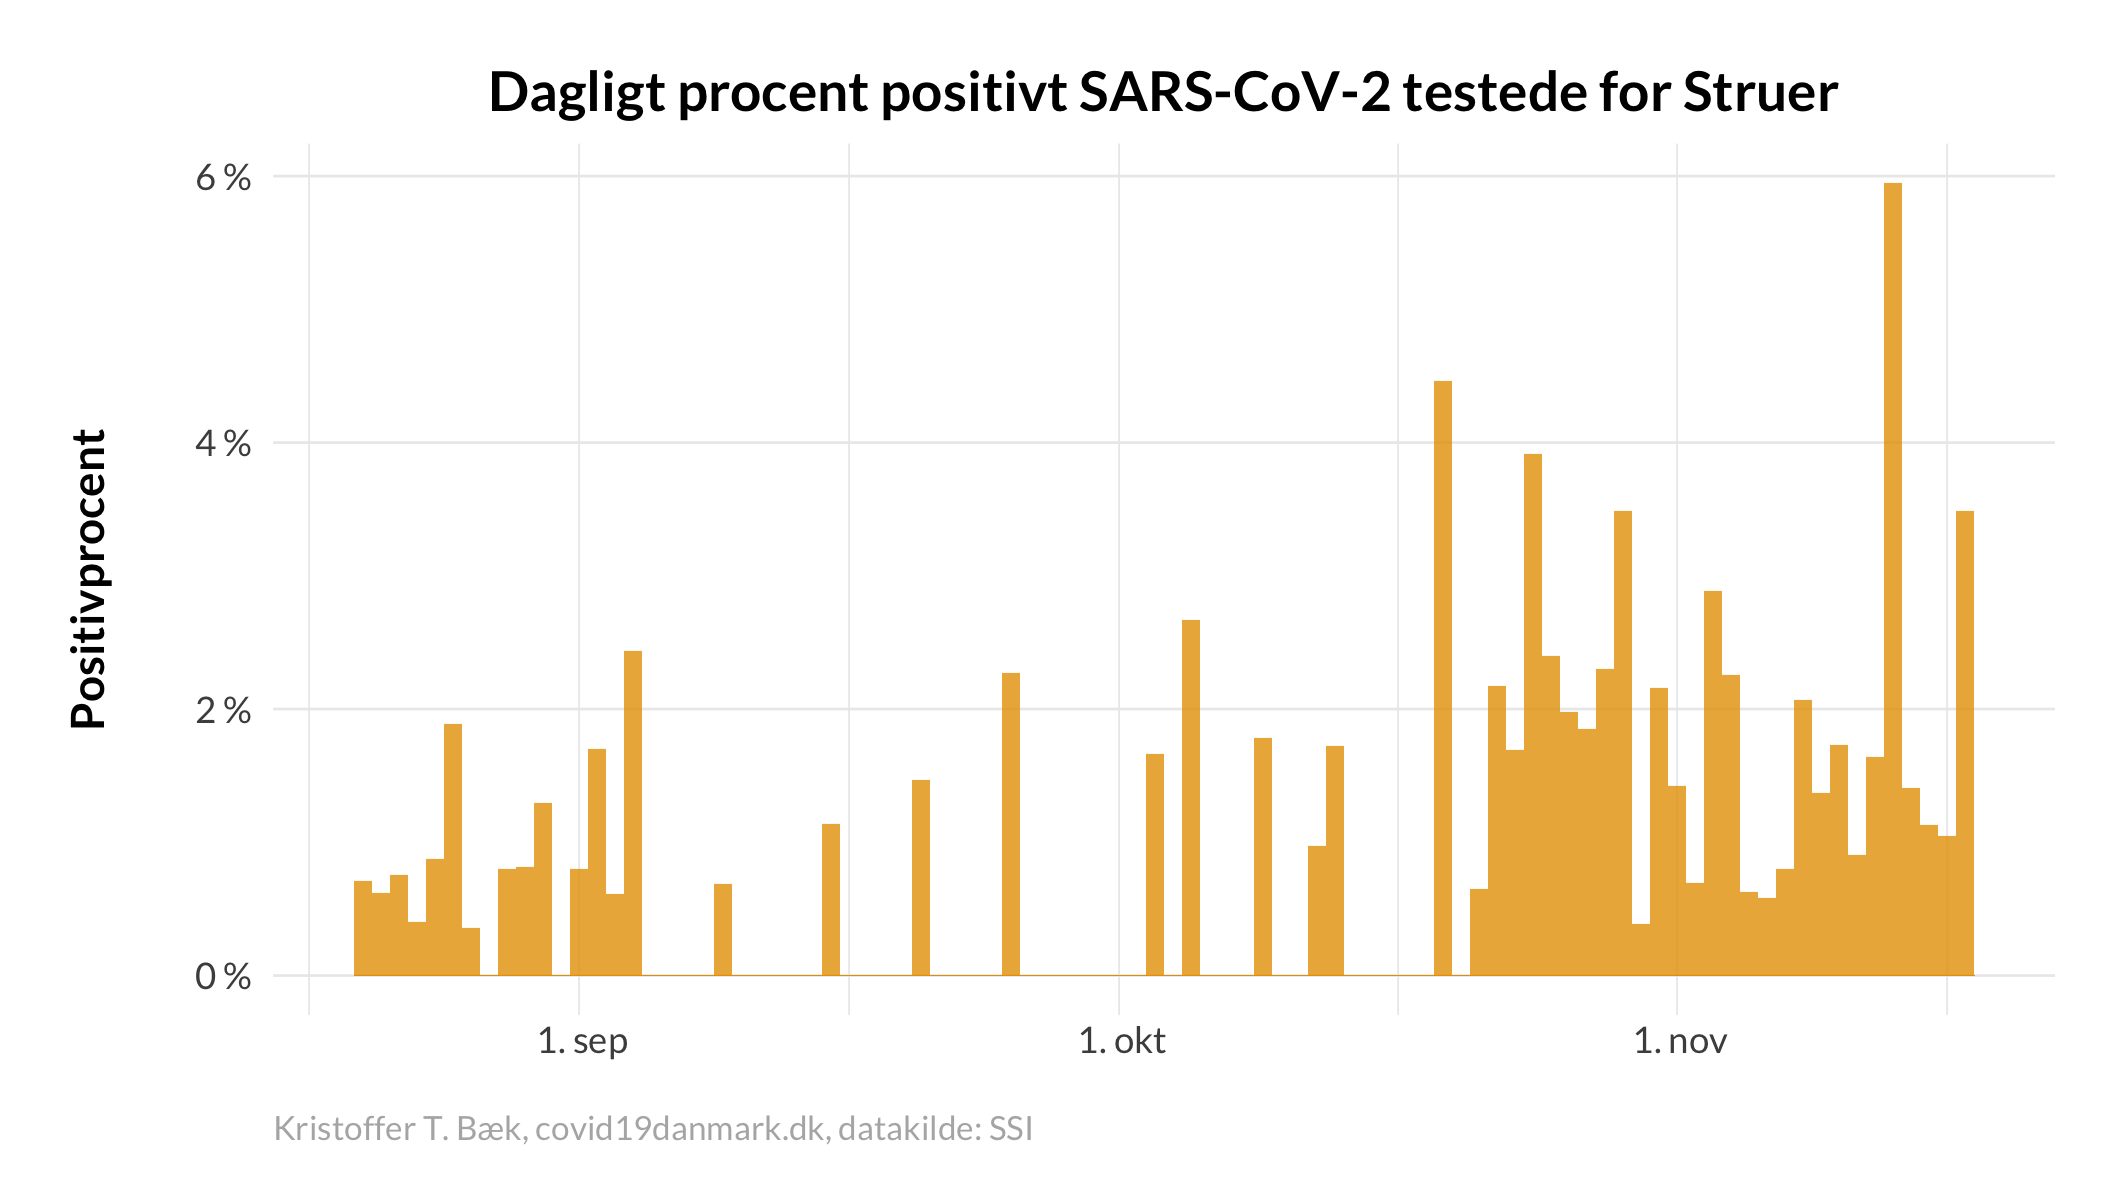 Dagligt procent positivt SARS-CoV-2 testede for Struer
Positivprocent
6 %
4 %
2 %
0 %
1. sep
1. okt
1. nov
Kristoffer T. Bæk, covid19danmark.dk, datakilde: SSI